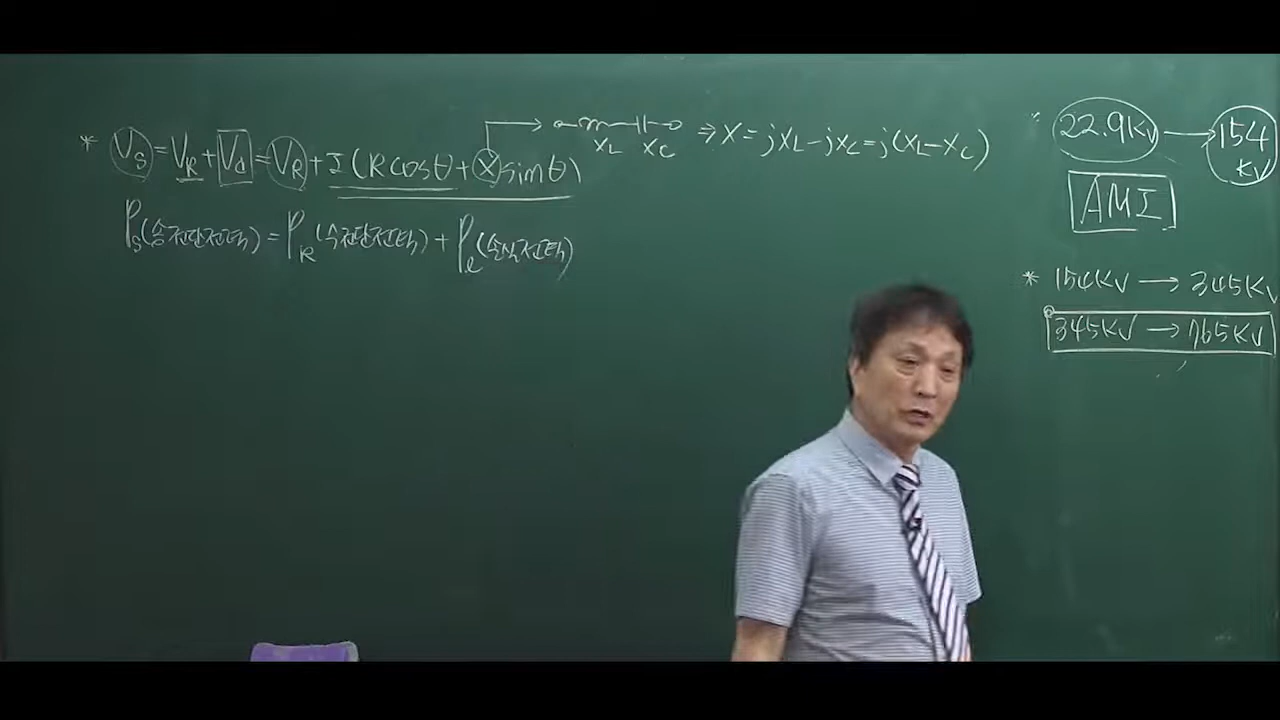 * Vs = VR + Vd = VR + I(Rcosθ + X sinθ)
XL XC
⇒ X = jXL - jXC = j(XL - XC)
Ps(송전단전력) = PR(수전단전력) + Pl(손실전력)
* 22.9KV → 154 KV
AMI
* 154KV → 345KV
345KV → 765KV